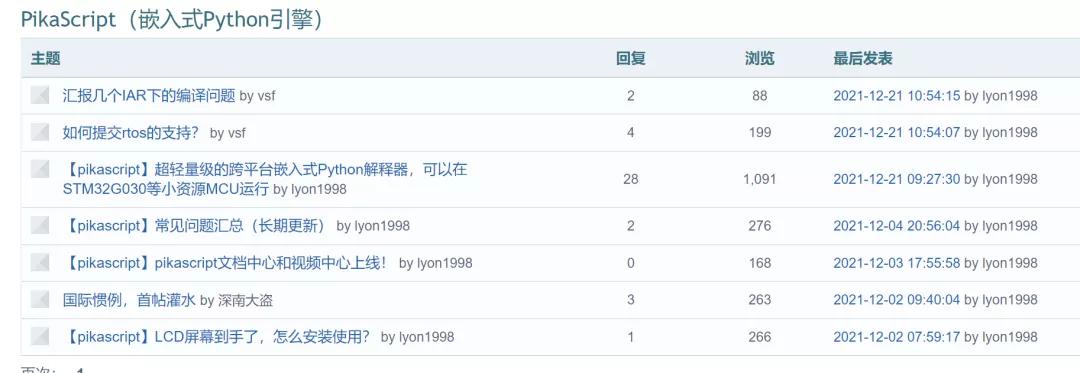 PikaScript（嵌入式Python引擎）
主题 回复 浏览 最后发表
汇报几个IAR下的编译问题 by vsf 2 88 2021-12-21 10:54:15 by lyon1998
如何提交rtos的支持？ by vsf 4 199 2021-12-21 10:54:07 by lyon1998
【pikascript】超轻量级的跨平台嵌入式Python解释器，可以在
STM32G030等小资源MCU运行 by lyon1998 28 1,091 2021-12-21 09:27:30 by lyon1998
【pikascript】常见问题汇总（长期更新） by lyon1998 2 276 2021-12-04 20:56:04 by lyon1998
【pikascript】pikascript文档中心和视频中心上线！ by lyon1998 0 168 2021-12-03 17:55:58 by lyon1998
国际惯例，首帖灌水 by 深南大盗 3 263 2021-12-02 09:40:04 by lyon1998
【pikascript】LCD屏幕到手了，怎么安装使用？ by lyon1998 1 266 2021-12-02 07:59:17 by lyon1998
页次： 1